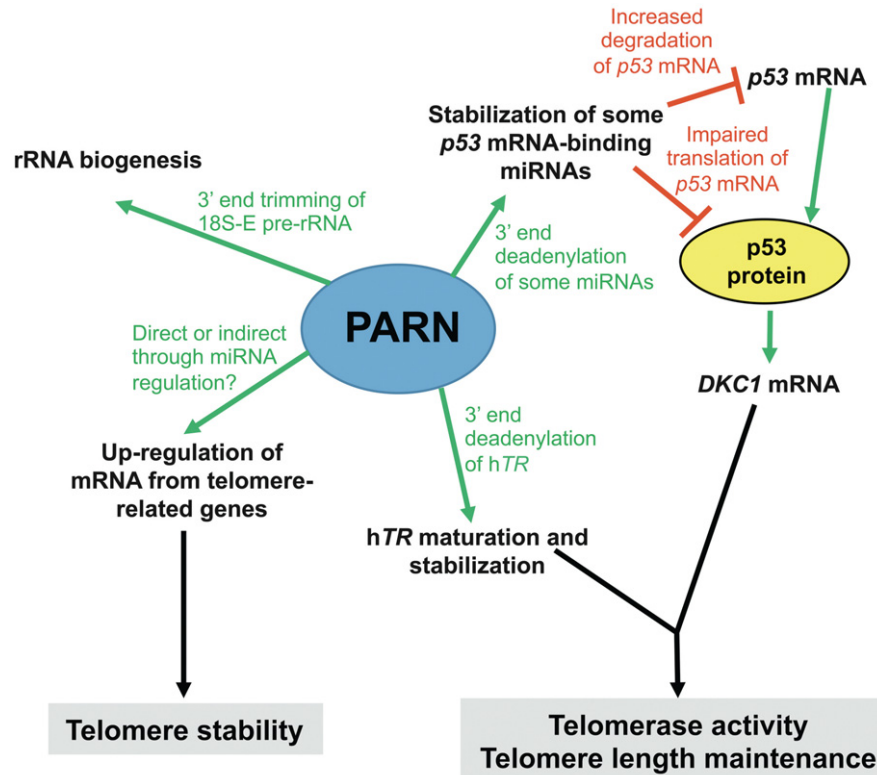 Increased
degradation
of p53 mRNA
p53 mRNA
Stabilization of some
p53 mRNA-binding
miRNAs
Impaired
translation of
p53 mRNA
rRNA biogenesis
3’ end trimming of
18S-E pre-rRNA
3’ end
deadenylation
of some miRNAs
p53
protein
PARN
Direct or indirect
through miRNA
regulation?
DKC1 mRNA
3’ end
deadenylation
of hTR
Up-regulation of
mRNA from telomere-
related genes
hTR maturation and
stabilization
Telomere stability
Telomerase activity
Telomere length maintenance